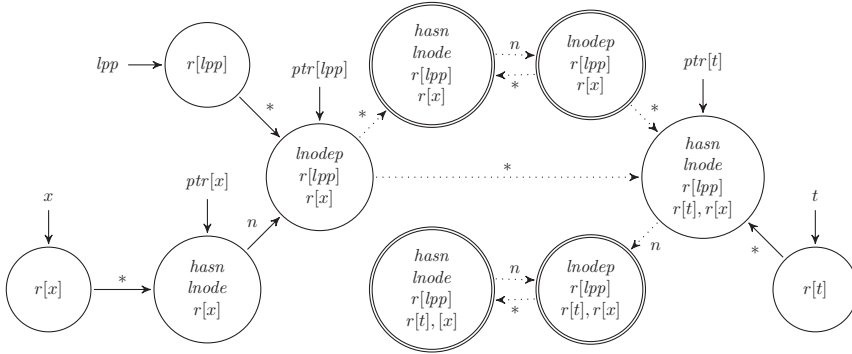 lpp
r[lpp]
*
ptr[lpp]
lnodep
r[lpp]
r[x]
*
hasn
lnode
r[lpp]
r[x]
n
*
lnodep
r[lpp]
r[x]
*
ptr[t]
hasn
lnode
r[lpp]
r[t], r[x]
*
x
r[x]
*
ptr[x]
hasn
lnode
r[x]
n
hasn
lnode
r[lpp]
r[t], [x]
n
*
lnodep
r[lpp]
r[t], r[x]
n
*
t
r[t]